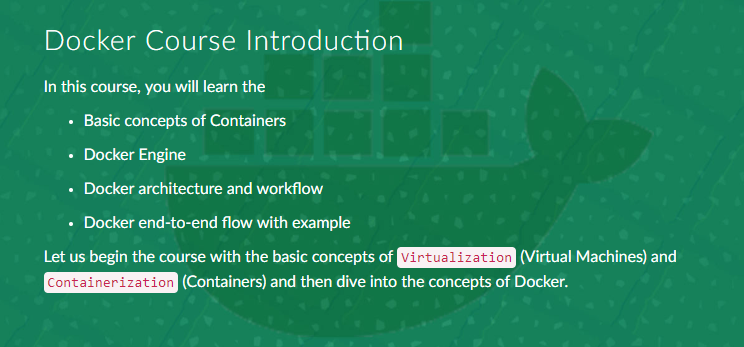 Docker Course Introduction
In this course, you will learn the
• Basic concepts of Containers
• Docker Engine
• Docker architecture and workflow
• Docker end-to-end flow with example
Let us begin the course with the basic concepts of Virtualization (Virtual Machines) and
Containerization (Containers) and then dive into the concepts of Docker.